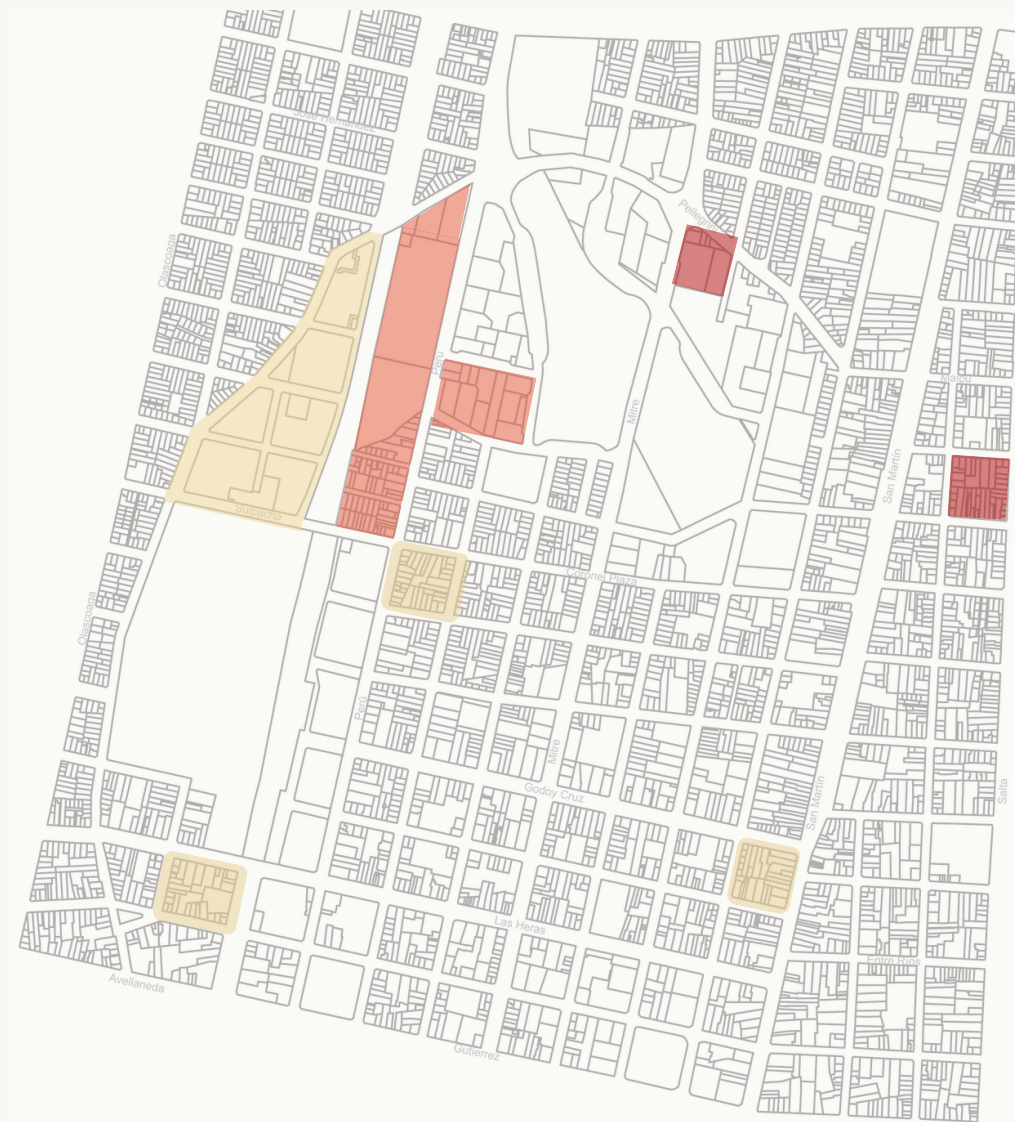 José Hernández
Pellegrini
Olascoaga
Perú
Maipú
Mitre
San Martín
Suipacha
Coronel Plaza
Olascoaga
Perú
Mitre
Godoy Cruz
San Martín
Salta
Las Heras
Entre Ríos
Avellaneda
Gutiérrez